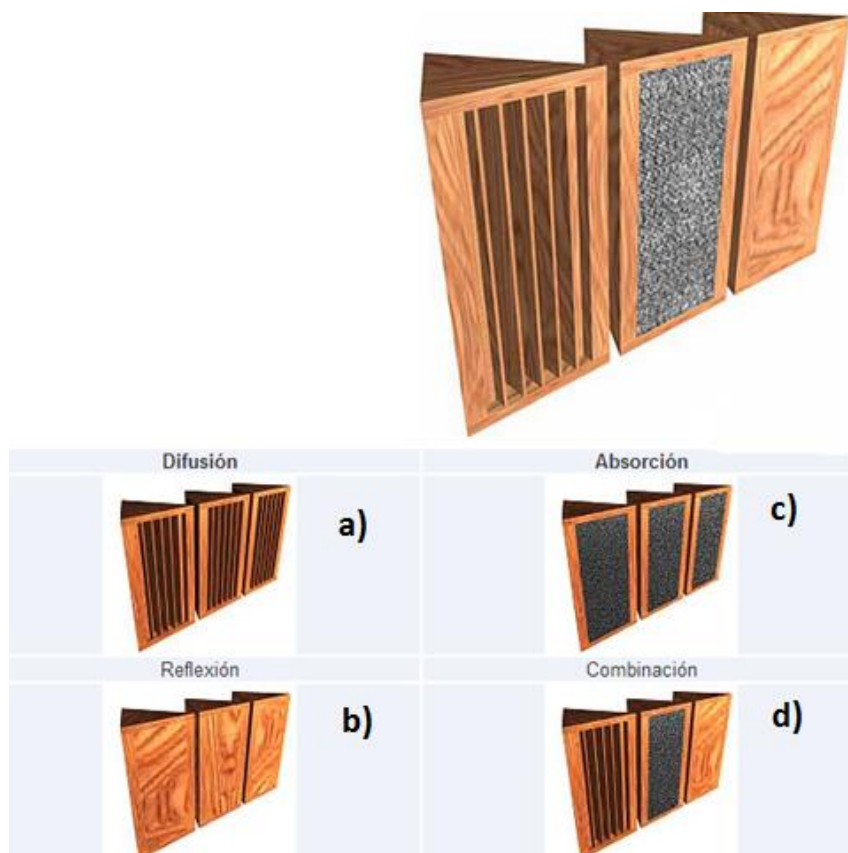 Difusión
Absorción
a)
c)
Reflexión
Combinación
b)
d)